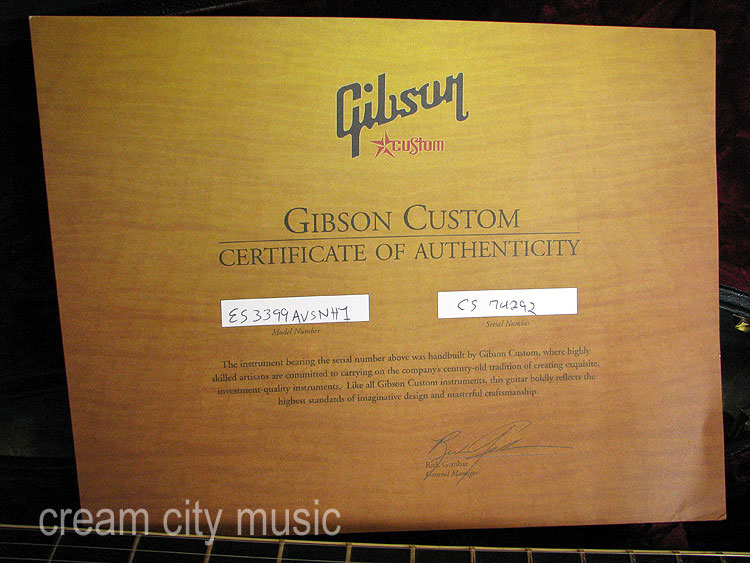 Gibson
custom
GIBSON CUSTOM
CERTIFICATE OF AUTHENTICITY
ES3399AVSNH1 CS 74292
Model Number Serial Number
The instrument bearing the serial number above was handbuilt by Gibson Custom, where highly
skilled artisans are committed to carrying on the company's century-old tradition of creating exquisite,
investment-quality instruments. Like all Gibson Custom instruments, this guitar boldly reflects the
highest standards of imaginative design and masterful craftsmanship.
Rick Gembar
General Manager
cream city music